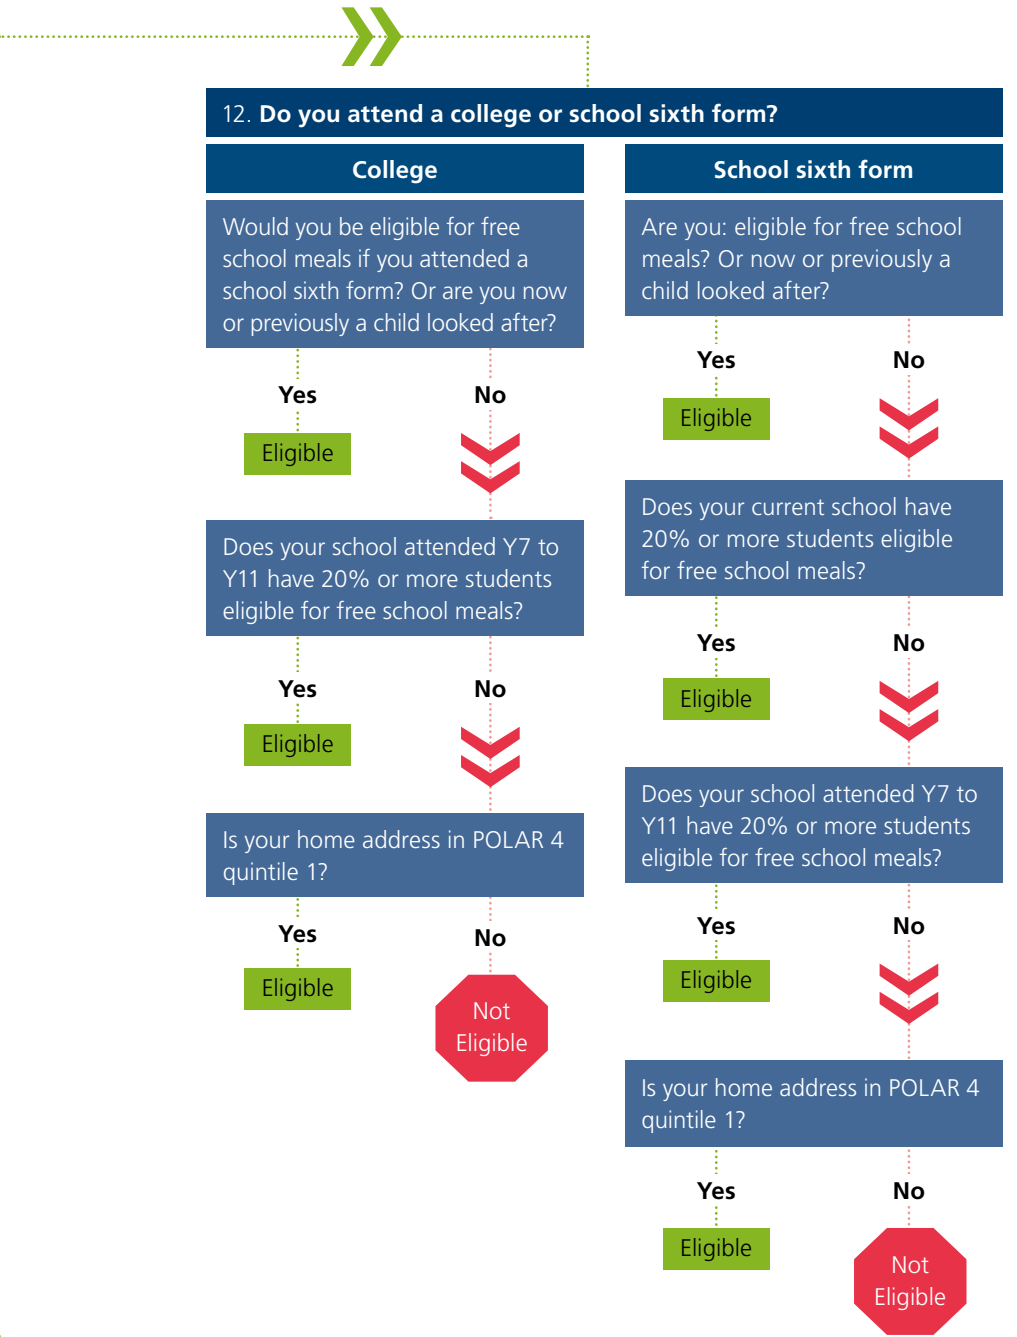 12. Do you attend a college or school sixth form?
College
Would you be eligible for free
school meals if you attended a
school sixth form? Or are you now
or previously a child looked after?
Yes No
Eligible
Does your school attended Y7 to
Y11 have 20% or more students
eligible for free school meals?
Yes No
Eligible
Is your home address in POLAR 4
quintile 1?
Yes No
Eligible
Not
Eligible
School sixth form
Are you: eligible for free school
meals? Or now or previously a
child looked after?
Yes No
Eligible
Does your current school have
20% or more students eligible
for free school meals?
Yes No
Eligible
Does your school attended Y7 to
Y11 have 20% or more students
eligible for free school meals?
Yes No
Eligible
Is your home address in POLAR 4
quintile 1?
Yes No
Eligible
Not
Eligible